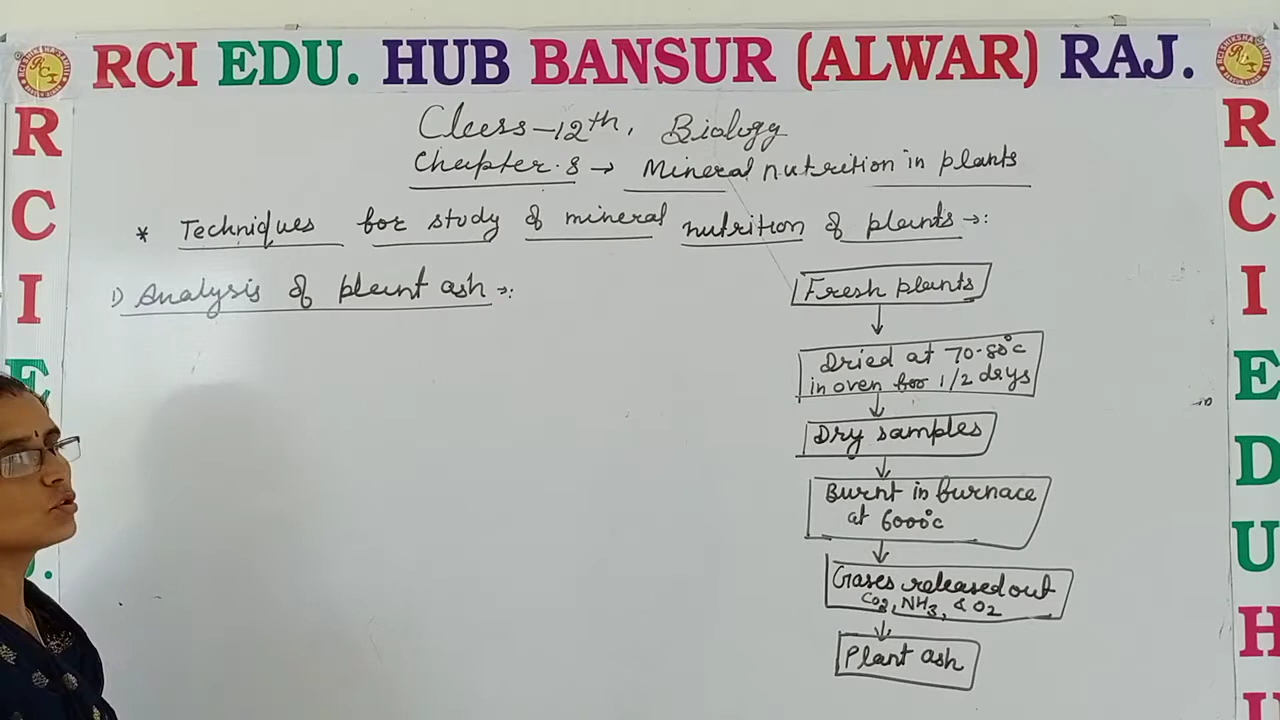 RCI EDU. HUB BANSUR (ALWAR) RAJ.
R
C
I
E
D.
R
C
I
E
D
U
H
U
Class-12th, Biology
Chapter.8 → Mineral nutrition in plants
* Techniques for study of mineral nutrition of plants →:
1) Analysis of plant ash →:
Fresh plants
↓
Dried at 70-80°c
in oven for 1/2 days
↓
Dry samples
↓
Burnt in furnace
at 6000°c
↓
Gases released out
CO2, NH3, & O2
↓
Plant ash